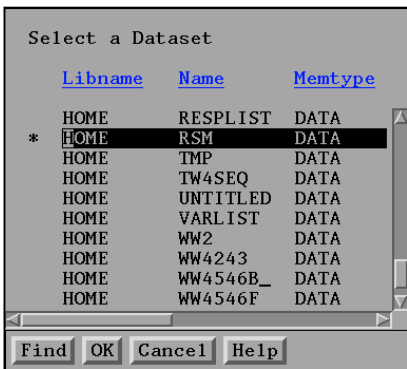 Select a Dataset
Libname Name Memtype
HOME RESPLIST DATA
* HOME RSM DATA
HOME TMP DATA
HOME TW4SEQ DATA
HOME UNTITLED DATA
HOME VARLIST DATA
HOME WW2 DATA
HOME WW4243 DATA
HOME WW4546B_ DATA
HOME WW4546F DATA
Find OK Cancel Help